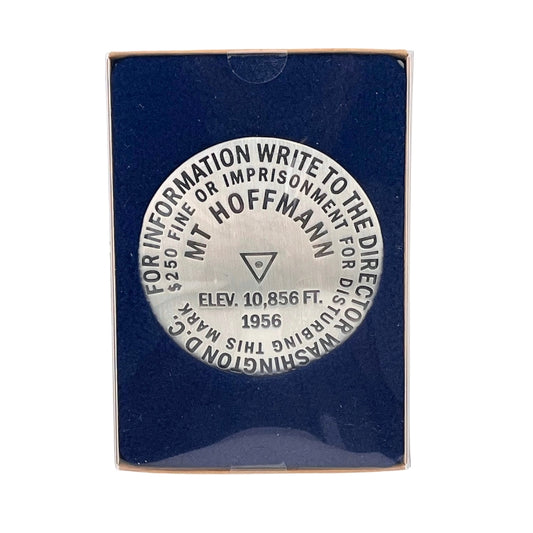 FOR INFORMATION WRITE TO THE DIRECTOR WASHINGTON D.C.
$250 FINE OR IMPRISONMENT FOR DISTURBING THIS MARK
MT HOFFMANN
ELEV. 10,856 FT.
1956